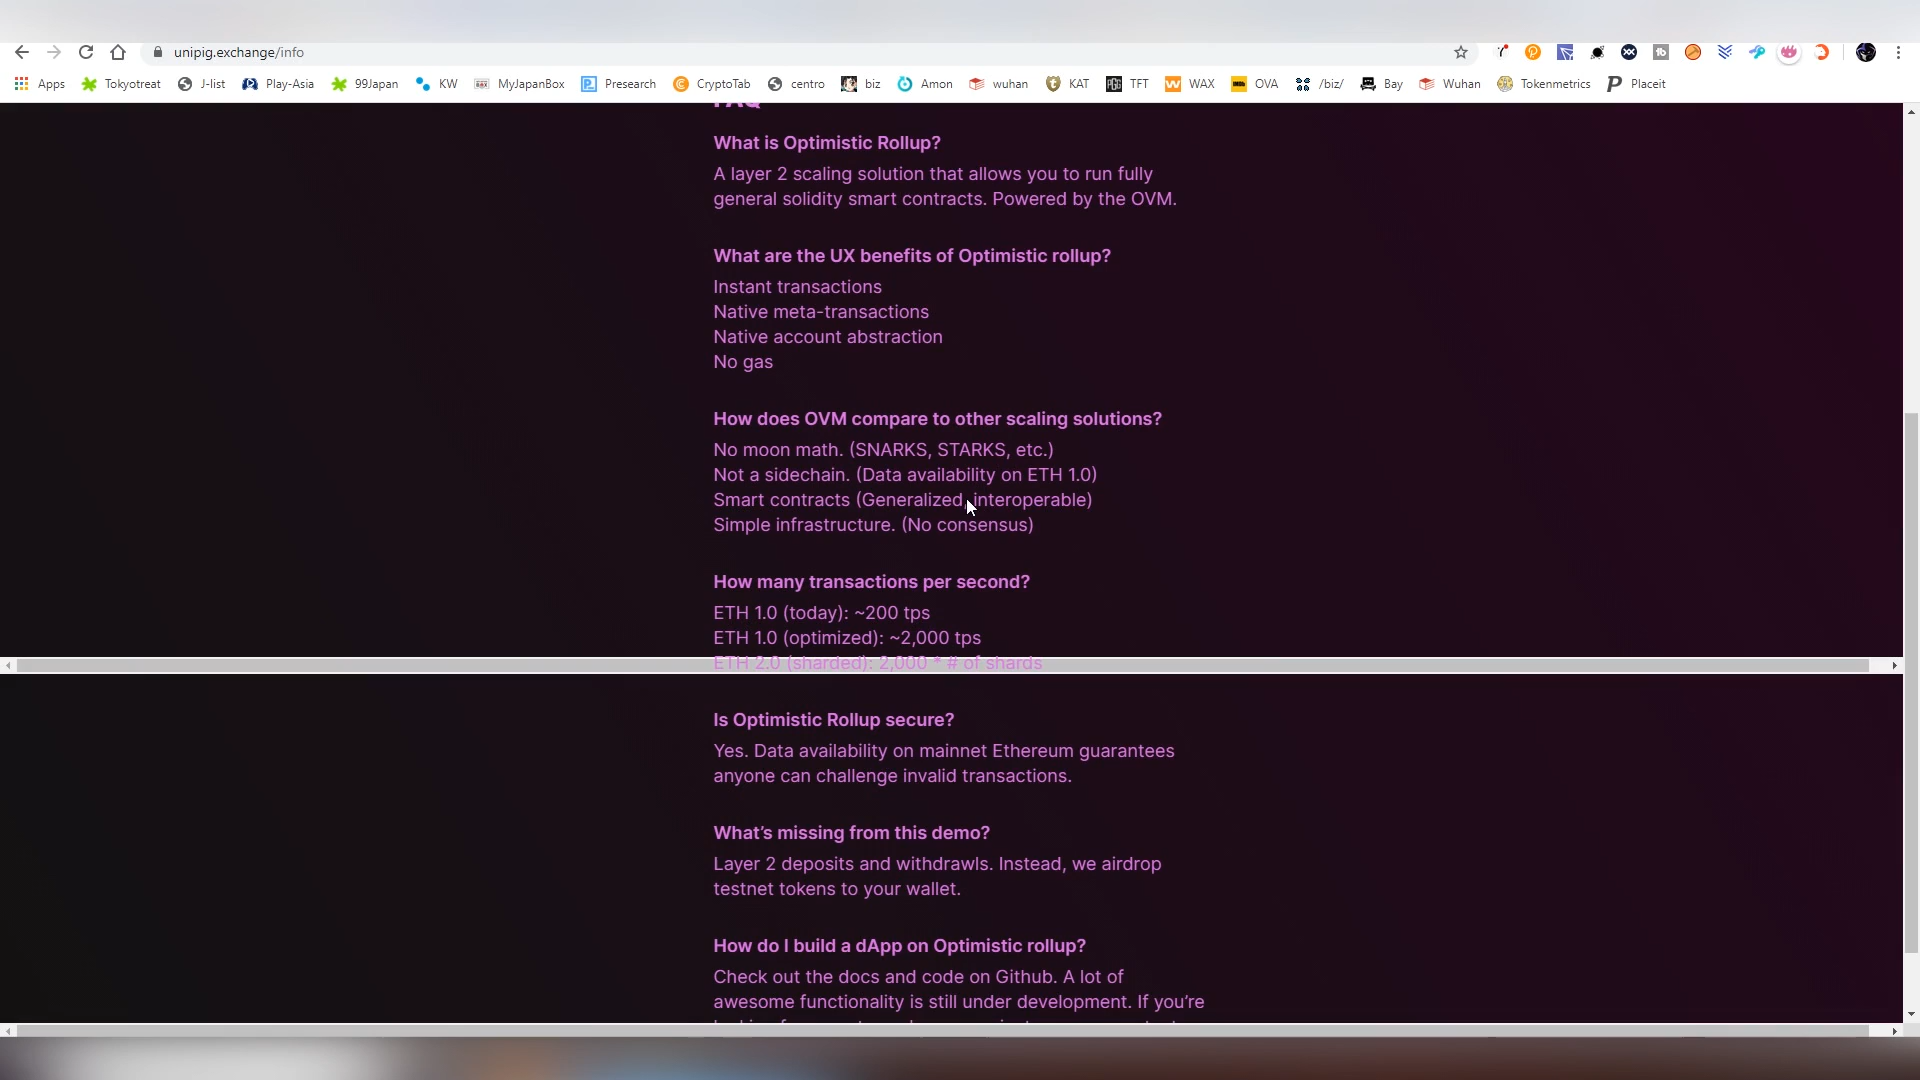 unipig.exchange/info
Apps Tokyotreat J-list Play-Asia 99Japan KW MyJapanBox Presearch CryptoTab centro biz Amon wuhan KAT TFT WAX OVA /biz/ Bay Wuhan Tokenmetrics Placeit
FAQ
What is Optimistic Rollup?
A layer 2 scaling solution that allows you to run fully
general solidity smart contracts. Powered by the OVM.
What are the UX benefits of Optimistic rollup?
Instant transactions
Native meta-transactions
Native account abstraction
No gas
How does OVM compare to other scaling solutions?
No moon math. (SNARKS, STARKS, etc.)
Not a sidechain. (Data availability on ETH 1.0)
Smart contracts (Generalized, interoperable)
Simple infrastructure. (No consensus)
How many transactions per second?
ETH 1.0 (today): ~200 tps
ETH 1.0 (optimized): ~2,000 tps
ETH 2.0 (sharded): 2,000 * # of shards
Is Optimistic Rollup secure?
Yes. Data availability on mainnet Ethereum guarantees
anyone can challenge invalid transactions.
What's missing from this demo?
Layer 2 deposits and withdrawls. Instead, we airdrop
testnet tokens to your wallet.
How do I build a dApp on Optimistic rollup?
Check out the docs and code on Github. A lot of
awesome functionality is still under development. If you're